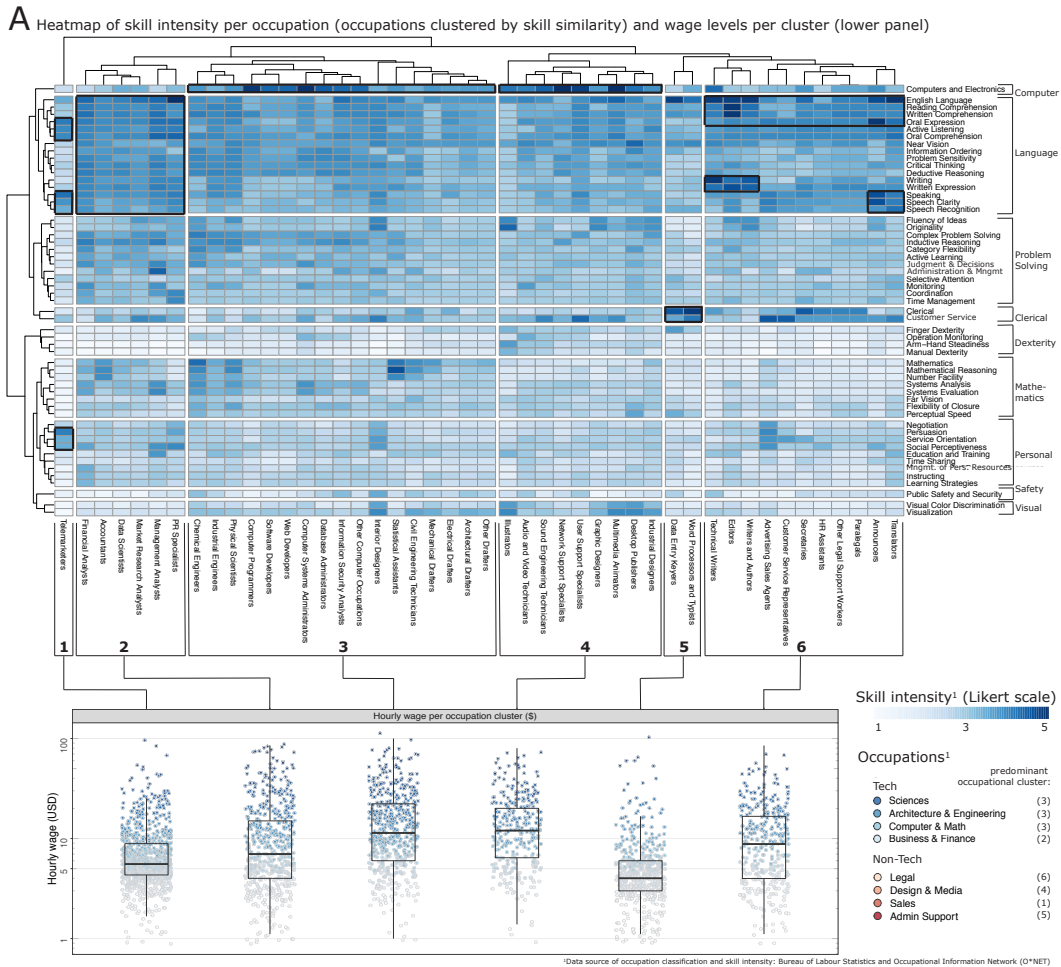 A Heatmap of skill intensity per occupation (occupations clustered by skill similarity) and wage levels per cluster (lower panel)
Computers and Electronics
Computer
English Language
Reading Comprehension
Written Comprehension
Oral Expression
Active Listening
Oral Comprehension
Near Vision
Information Ordering
Problem Sensitivity
Critical Thinking
Deductive Reasoning
Writing
Written Expression
Speaking
Speech Clarity
Speech Recognition
Language
Fluency of Ideas
Originality
Complex Problem Solving
Inductive Reasoning
Category Flexibility
Active Learning
Judgment & Decisions
Administration & Mngmt
Selective Attention
Monitoring
Coordination
Time Management
Problem
Solving
Clerical
Customer Service
Clerical
Finger Dexterity
Operation Monitoring
Arm-Hand Steadiness
Manual Dexterity
Dexterity
Mathematics
Mathematical Reasoning
Number Facility
Systems Analysis
Systems Evaluation
Far Vision
Flexibility of Closure
Perceptual Speed
Mathe-
matics
Negotiation
Persuasion
Service Orientation
Social Perceptiveness
Education and Training
Time Sharing
Mngmt. of Pers. Resources
Instructing
Learning Strategies
Personal
Public Safety and Security
Safety
Visual Color Discrimination
Visualization
Visual
Telemarketers
Financial Analysts
Accountants
Data Scientists
Market Research Analysts
Management Analysts
PR Specialists
Chemical Engineers
Industrial Engineers
Physical Scientists
Computer Programmers
Software Developers
Web Developers
Computer Systems Administrators
Database Administrators
Information Security Analysts
Other Computer Occupations
Interior Designers
Statistical Assistants
Civil Engineering Technicians
Mechanical Drafters
Electrical Drafters
Architectural Drafters
Other Drafters
Illustrators
Audio and Video Technicians
Sound Engineering Technicians
Network Support Specialists
User Support Specialists
Graphic Designers
Multimedia Animators
Desktop Publishers
Industrial Designers
Data Entry Keyers
Word Processors and Typists
Technical Writers
Editors
Writers and Authors
Advertising Sales Agents
Customer Service Representatives
Secretaries
HR Assistants
Other Legal Support Workers
Paralegals
Announcers
Translators
1 2 3 4 5 6
Hourly wage per occupation cluster ($)
Hourly wage (USD)
100
10
5
1
Skill intensity¹ (Likert scale)
1 3 5
Occupations¹
predominant
occupational cluster:
Tech
Sciences (3)
Architecture & Engineering (3)
Computer & Math (3)
Business & Finance (2)
Non-Tech
Legal (6)
Design & Media (4)
Sales (1)
Admin Support (5)
¹Data source of occupation classification and skill intensity: Bureau of Labour Statistics and Occupational Information Network (O*NET)